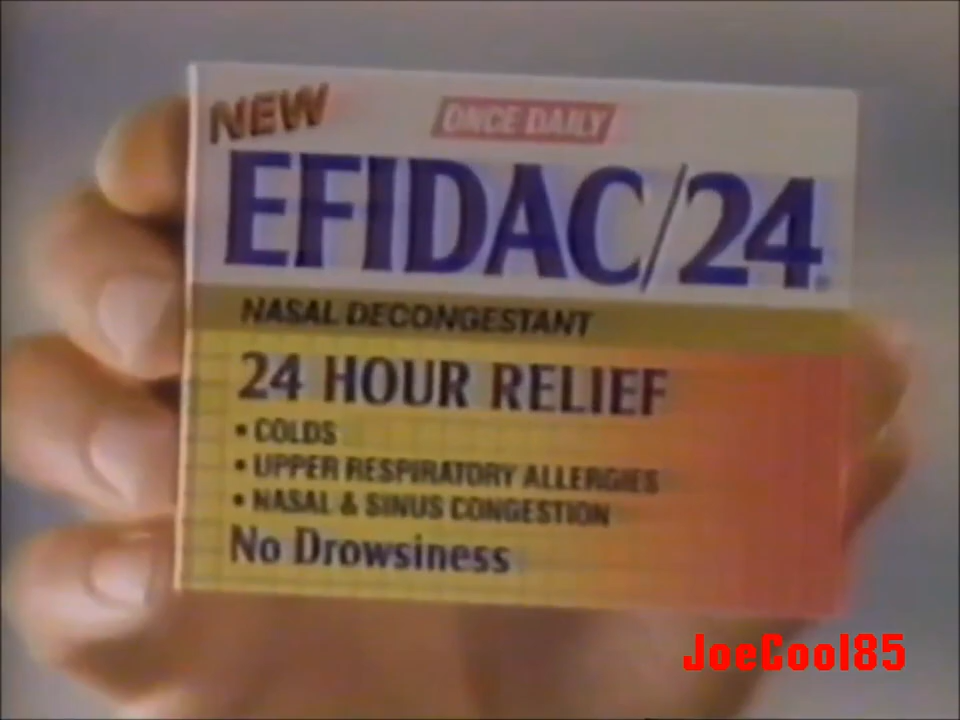 NEW
ONCE DAILY
EFIDAC/24
NASAL DECONGESTANT
24 HOUR RELIEF
• COLDS
• UPPER RESPIRATORY ALLERGIES
• NASAL & SINUS CONGESTION
No Drowsiness
JoeCool85